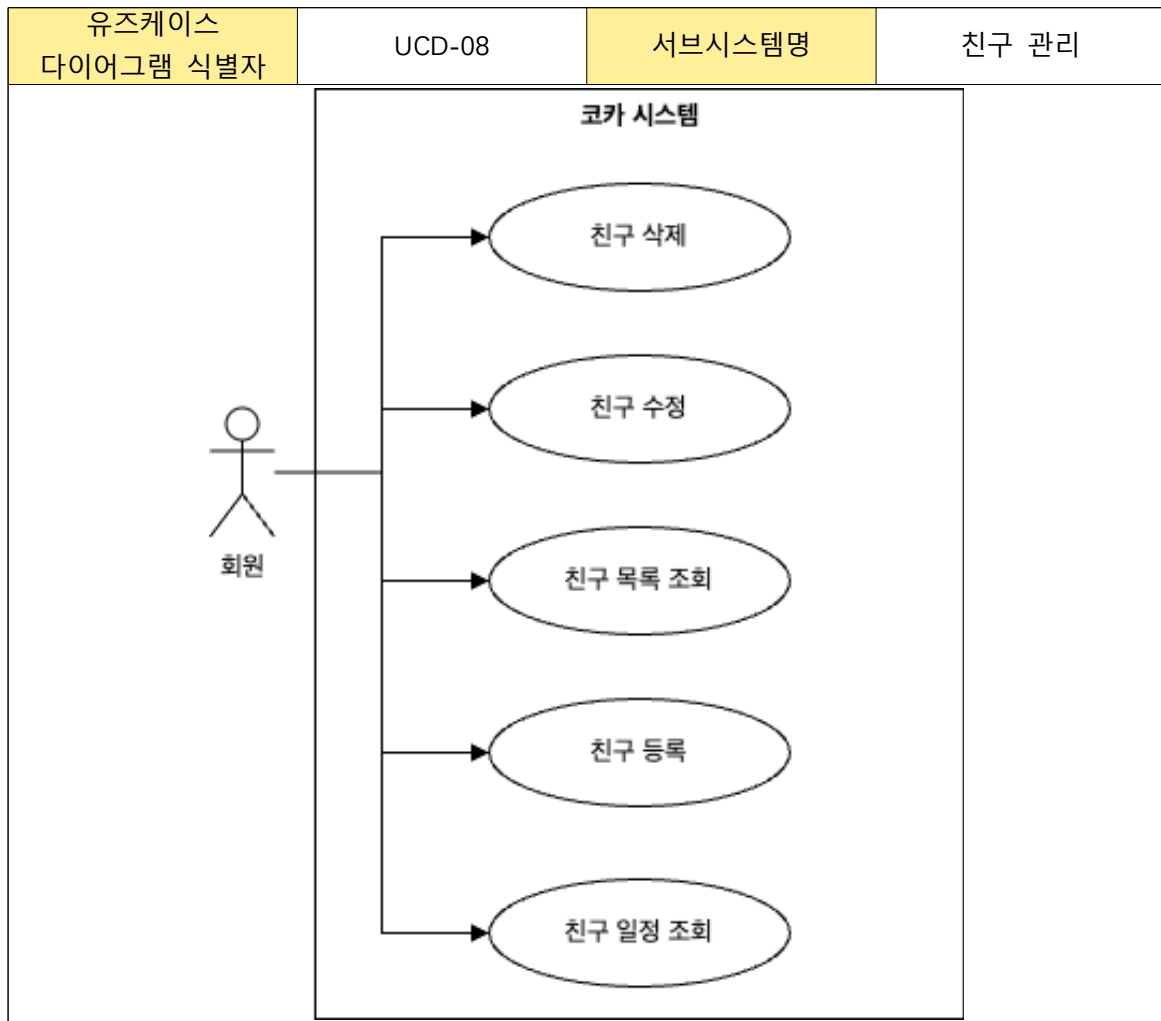 유즈케이스
다이어그램 식별자
UCD-08
서브시스템명
친구 관리
코카 시스템
친구 삭제
친구 수정
회원
친구 목록 조회
친구 등록
친구 일정 조회